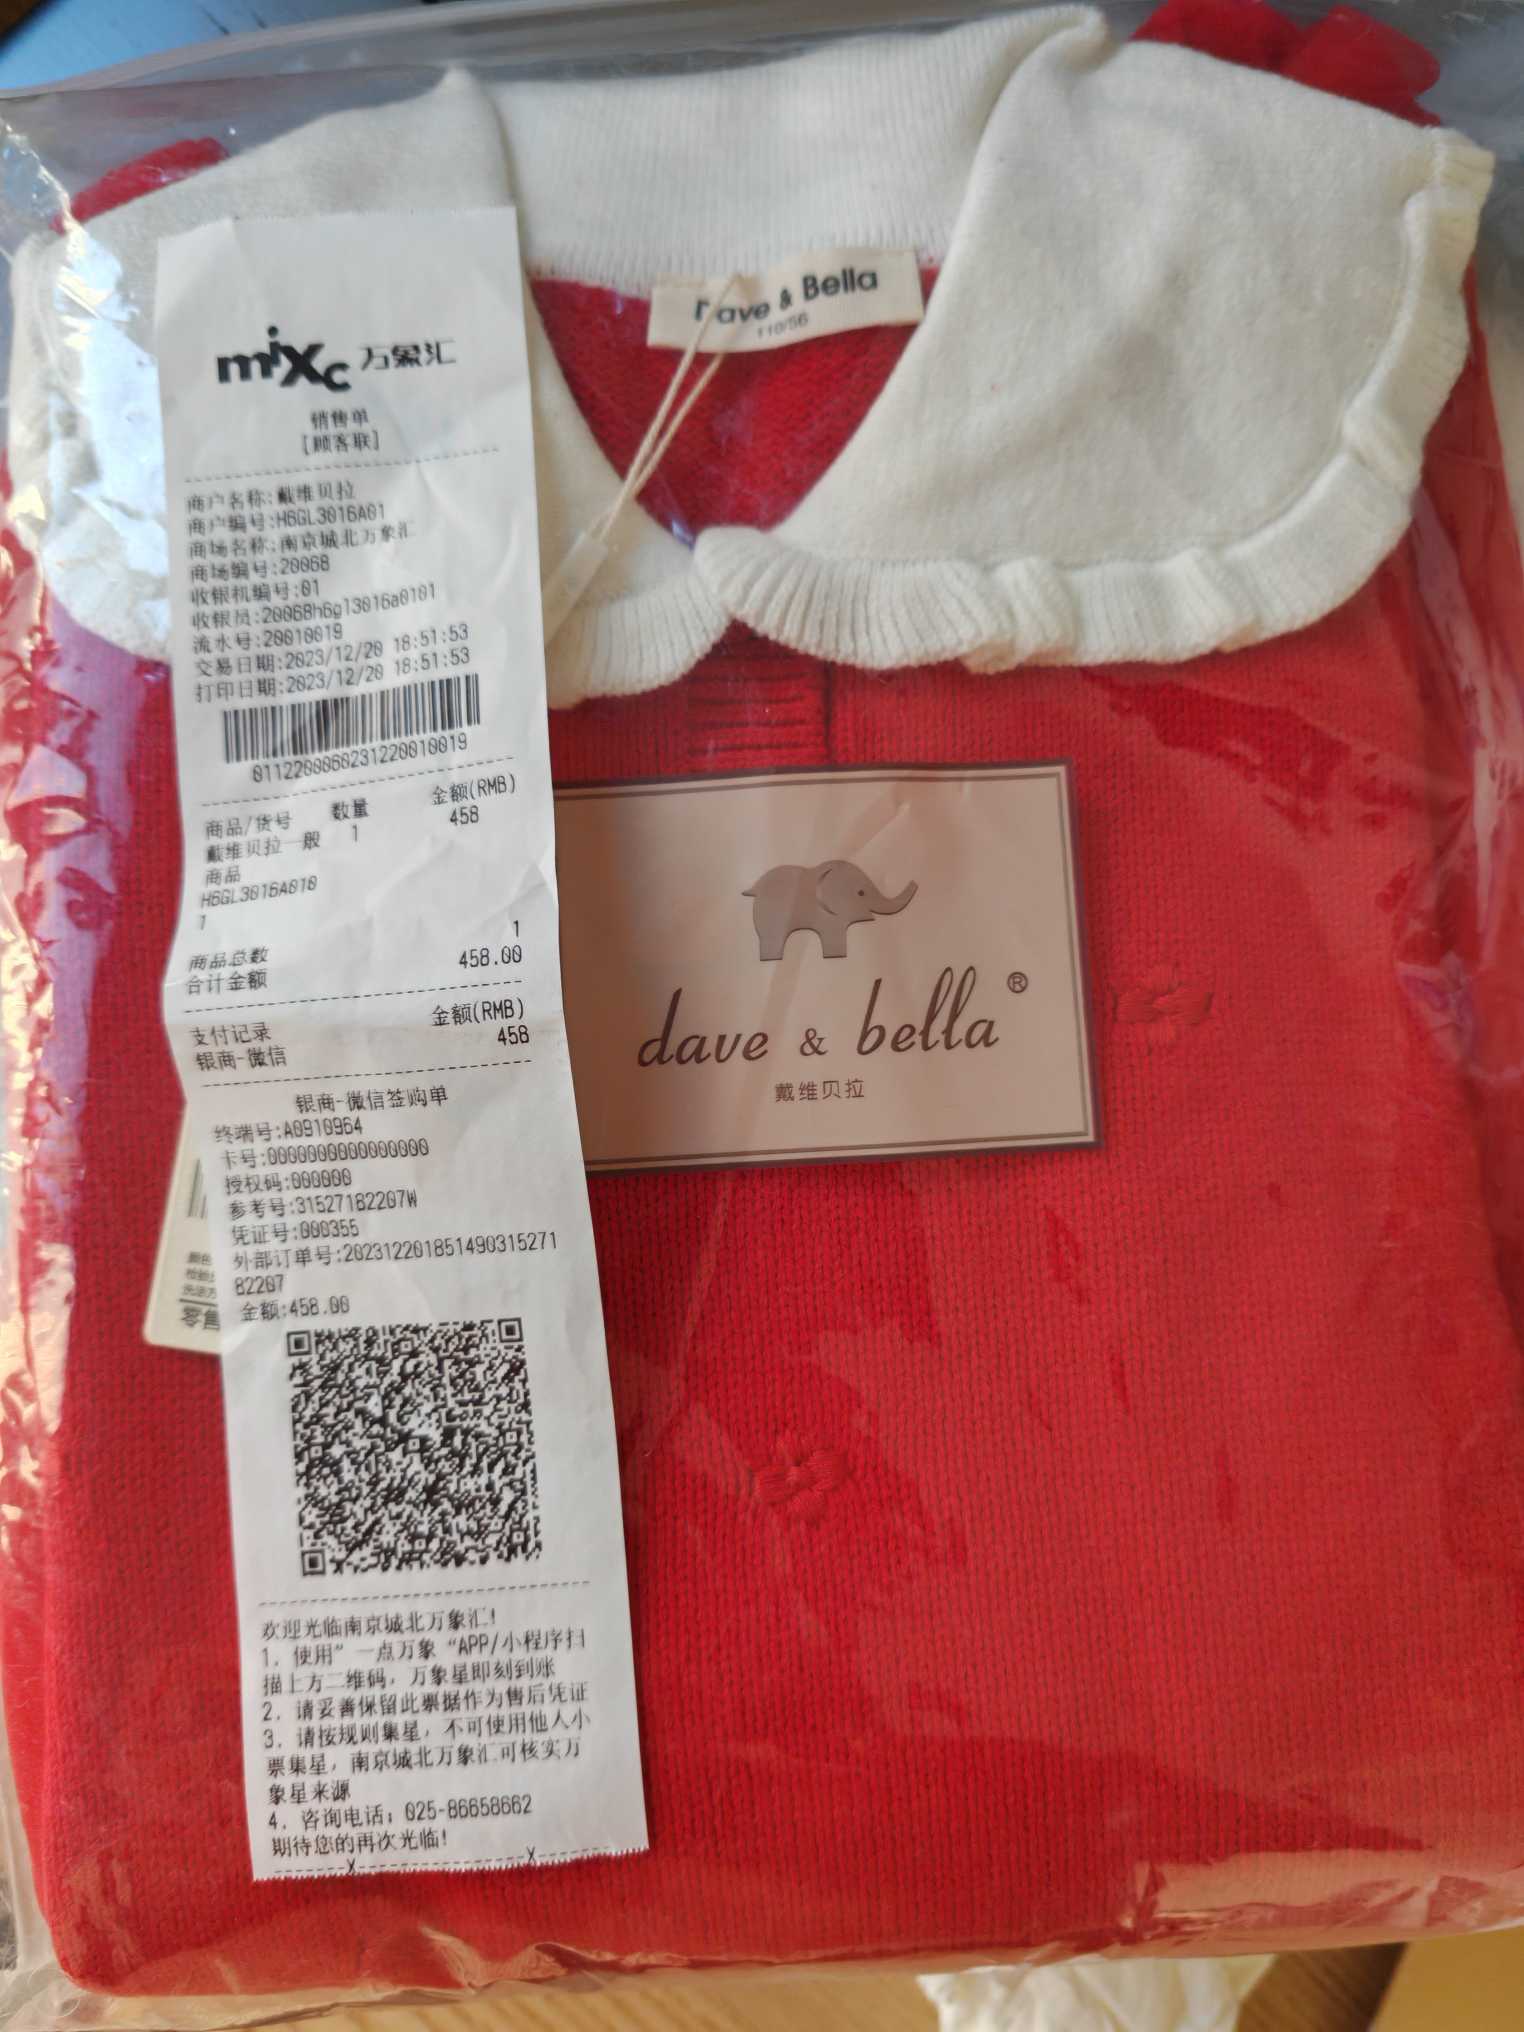 Dave & Bella
110/56
mixc 万象汇
销售单
[顾客联]
商户名称:戴维贝拉
商户编号:H6GL3016A01
商场名称:南京城北万象汇
商场编号:20068
收银机编号:01
收银员:20068h6gl3016a0101
流水号:20010019
交易日期:2023/12/20 18:51:53
打印日期:2023/12/20 18:51:53
0112200060231220010019
商品/货号 数量 金额(RMB)
戴维贝拉一般 1 458
商品
H6GL3016A010
1
商品总数 1
合计金额 458.00
支付记录 金额(RMB)
银商-微信 458
银商-微信签购单
终端号:A0910964
卡号:0000000000000000
授权码:000000
参考号:31527182207W
凭证号:000355
外部订单号:202312201851490315271
82207
金额:458.00
欢迎光临南京城北万象汇!
1. 使用”一点万象“APP/小程序扫
描上方二维码，万象星即刻到账
2. 请妥善保留此票据作为售后凭证
3. 请按规则集星，不可使用他人小
票集星，南京城北万象汇可核实万
象星来源
4. 咨询电话：025-86658662
期待您的再次光临!
dave & bella ®
戴维贝拉
零售